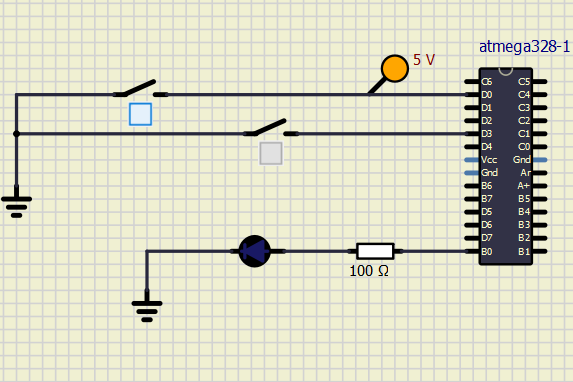 atmega328-1
5 V
C6 C5
D0 C4
D1 C3
D2 C2
D3 C1
D4 C0
Vcc Gnd
Gnd Ar
B6 A+
B7 B5
D5 B4
D6 B3
D7 B2
B0 B1
100 Ω